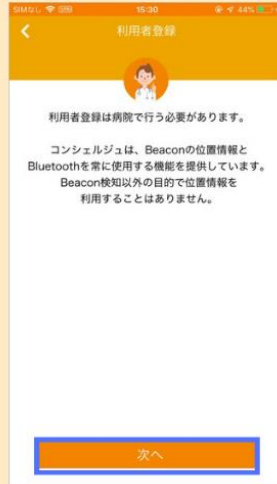 SIMなし VPN 15:30 44%
利用者登録
利用者登録は病院で行う必要があります。
コンシェルジュは、Beaconの位置情報と
Bluetoothを常に使用する機能を提供しています。
Beacon検知以外の目的で位置情報を
利用することはありません。
次へ